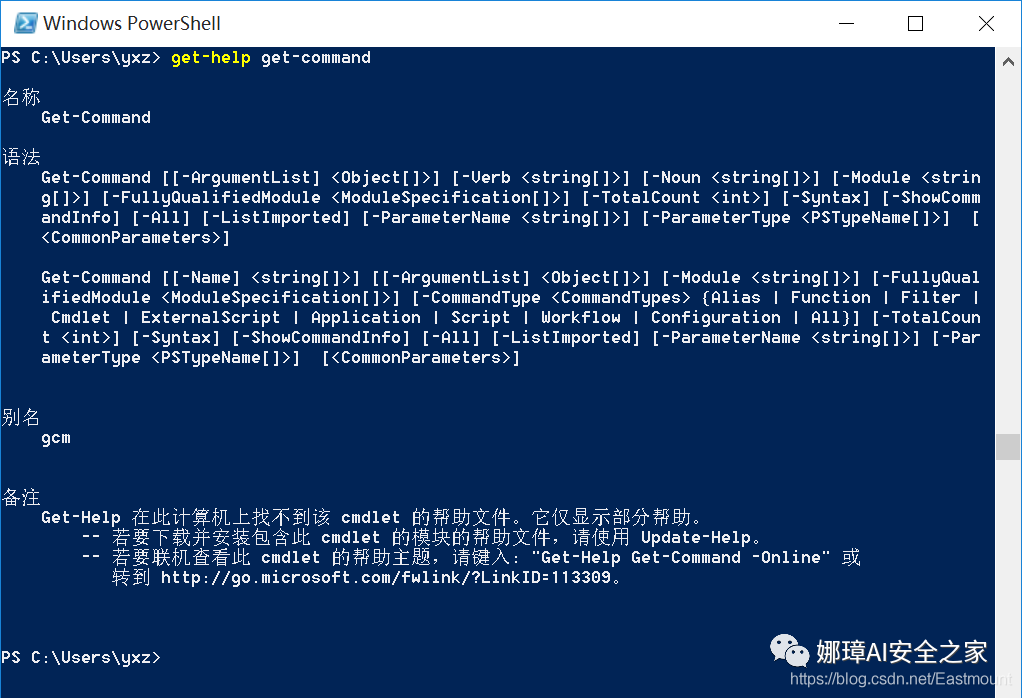 Windows PowerShell
PS C:\Users\yxz> get-help get-command
名称
Get-Command
语法
Get-Command [[-ArgumentList] <Object[]>] [-Verb <string[]>] [-Noun <string[]>] [-Module <strin
g[]>] [-FullyQualifiedModule <ModuleSpecification[]>] [-TotalCount <int>] [-Syntax] [-ShowComm
andInfo] [-All] [-ListImported] [-ParameterName <string[]>] [-ParameterType <PSTypeName[]>]  [
<CommonParameters>]
Get-Command [[-Name] <string[]>] [[-ArgumentList] <Object[]>] [-Module <string[]>] [-FullyQual
ifiedModule <ModuleSpecification[]>] [-CommandType <CommandTypes> {Alias | Function | Filter |
Cmdlet | ExternalScript | Application | Script | Workflow | Configuration | All}] [-TotalCoun
t <int>] [-Syntax] [-ShowCommandInfo] [-All] [-ListImported] [-ParameterName <string[]>] [-Par
ameterType <PSTypeName[]>]  [<CommonParameters>]
别名
gcm
备注
Get-Help 在此计算机上找不到该 cmdlet 的帮助文件。它仅显示部分帮助。
-- 若要下载并安装包含此 cmdlet 的模块的帮助文件，请使用 Update-Help。
-- 若要联机查看此 cmdlet 的帮助主题，请键入: "Get-Help Get-Command -Online" 或
转到 http://go.microsoft.com/fwlink/?LinkID=113309。
PS C:\Users\yxz>
娜璋AI安全之家
https://blog.csdn.net/Eastmount